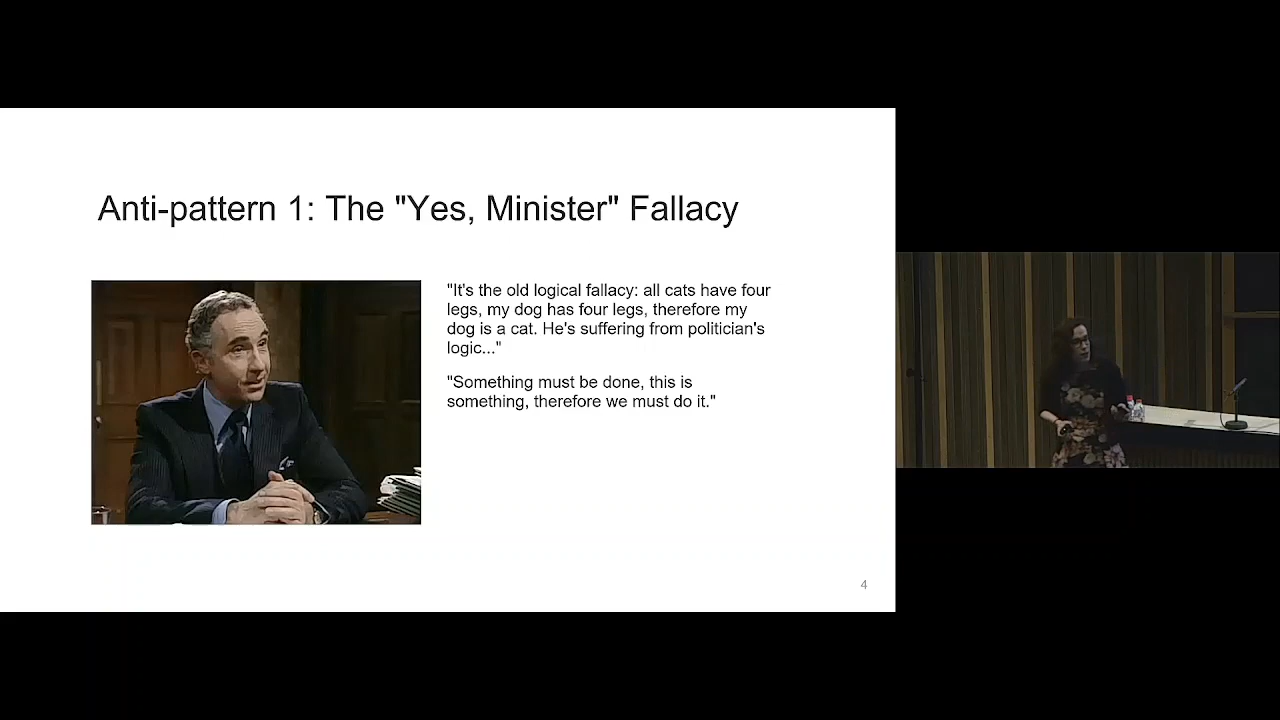 Anti-pattern 1: The "Yes, Minister" Fallacy
"It's the old logical fallacy: all cats have four
legs, my dog has four legs, therefore my
dog is a cat. He's suffering from politician's
logic..."
"Something must be done, this is
something, therefore we must do it."
4